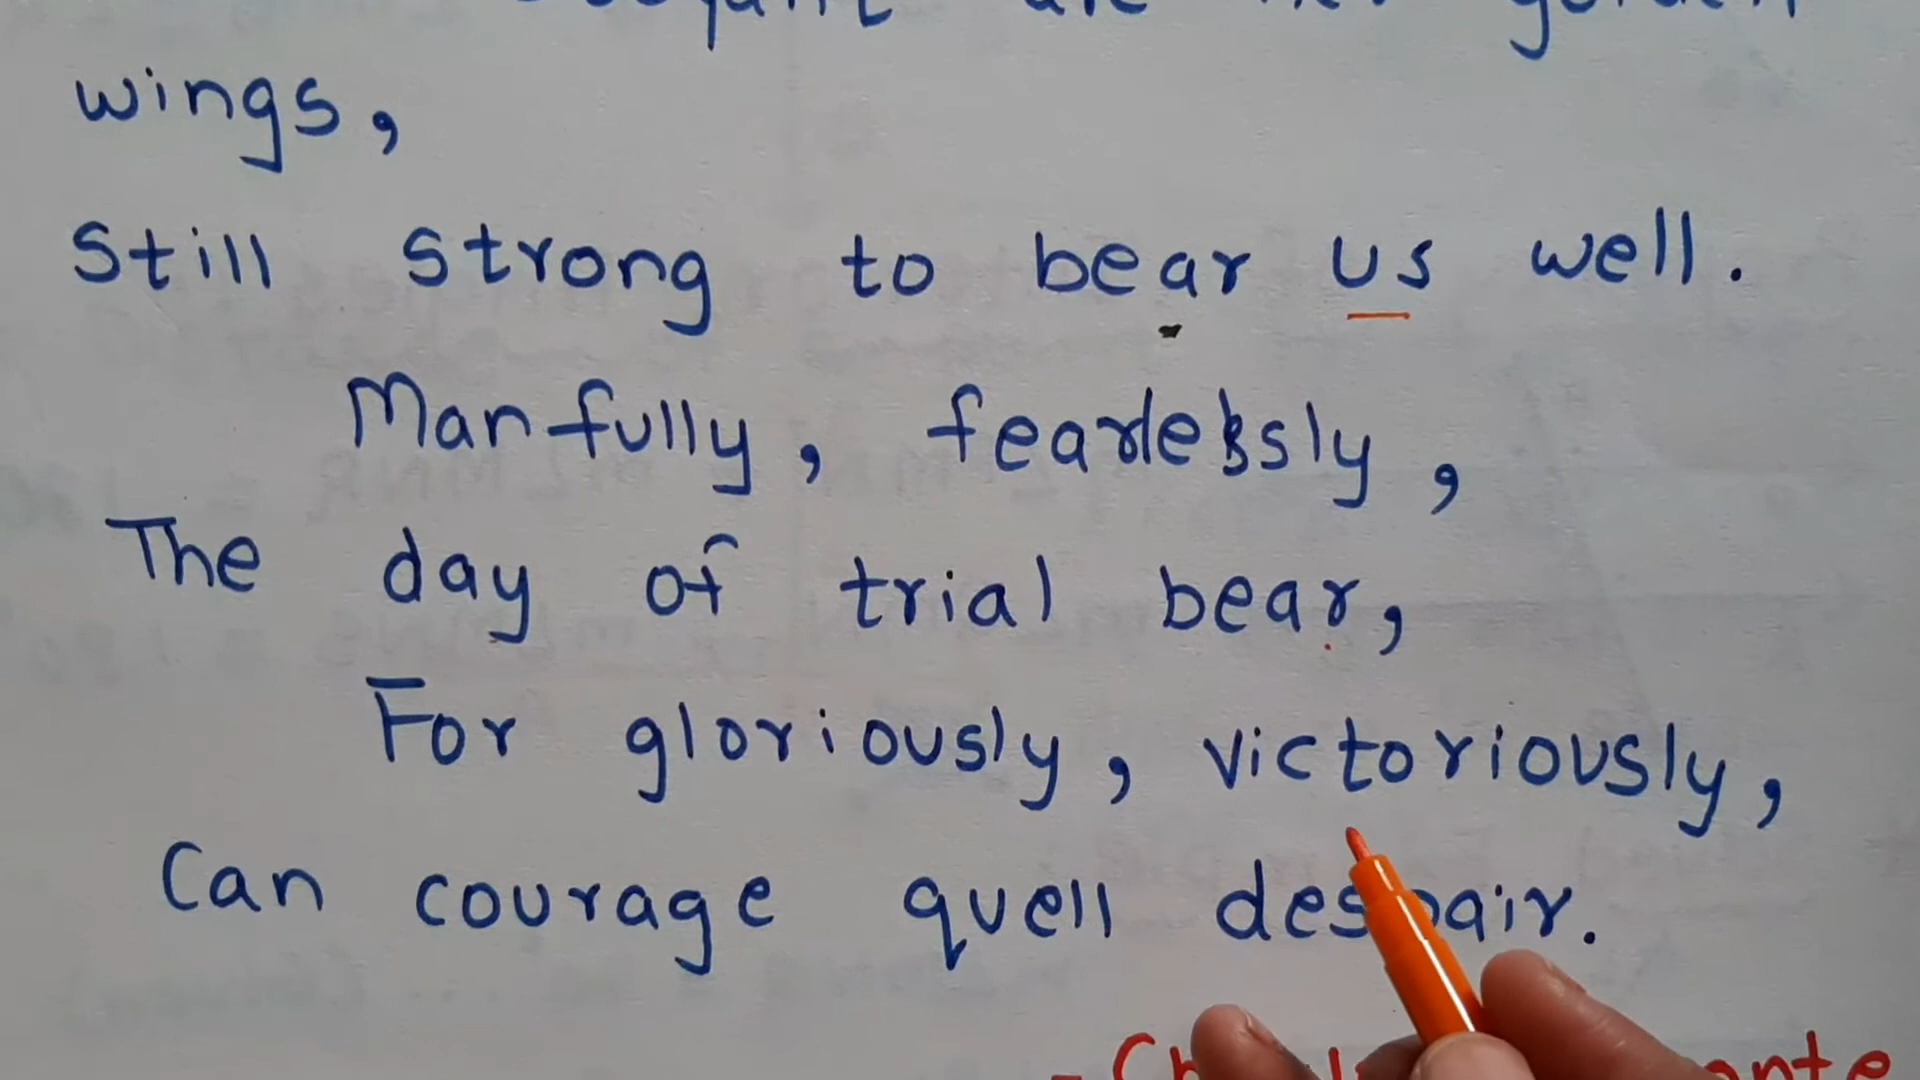 golden
wings,
Still strong to bear us well.
Manfully, fearlessly,
The day of trial bear,
For gloriously, victoriously,
Can courage quell despair.